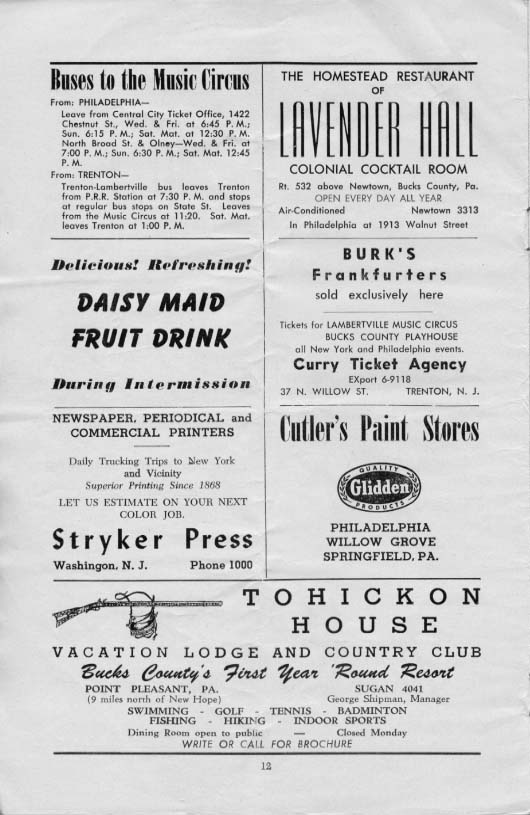 Buses to the Music Circus
From: PHILADELPHIA—
Leave from Central City Ticket Office, 1422
Chestnut St., Wed. & Fri. at 6:45 P. M.;
Sun. 6:15 P. M.; Sat. Mat. at 12:30 P. M.
North Broad St. & Olney—Wed. & Fri. at
7:00 P. M.; Sun. 6:30 P. M.; Sat. Mat. 12:45
P. M.
From: TRENTON—
Trenton-Lambertville bus leaves Trenton
from P.R.R. Station at 7:30 P. M. and stops
at regular bus stops on State St. Leaves
from the Music Circus at 11:20. Sat. Mat.
leaves Trenton at 1:00 P. M.
Delicious! Refreshing!
DAISY MAID
FRUIT DRINK
During Intermission
NEWSPAPER, PERIODICAL and
COMMERCIAL PRINTERS
Daily Trucking Trips to New York
and Vicinity
Superior Printing Since 1868
LET US ESTIMATE ON YOUR NEXT
COLOR JOB.
Stryker Press
Washingon, N. J. Phone 1000
THE HOMESTEAD RESTAURANT
OF
LAVENDER HALL
COLONIAL COCKTAIL ROOM
Rt. 532 above Newtown, Bucks County, Pa.
OPEN EVERY DAY ALL YEAR
Air-Conditioned Newtown 3313
In Philadelphia at 1913 Walnut Street
BURK'S
Frankfurters
sold exclusively here
Tickets for LAMBERTVILLE MUSIC CIRCUS
BUCKS COUNTY PLAYHOUSE
all New York and Philadelphia events.
Curry Ticket Agency
EXport 6-9118
37 N. WILLOW ST. TRENTON, N. J.
Cutler's Paint Stores
QUALITY
Glidden
PRODUCTS
PHILADELPHIA
WILLOW GROVE
SPRINGFIELD, PA.
TOHICKON
HOUSE
VACATION LODGE AND COUNTRY CLUB
Bucks County's First Year 'Round Resort
POINT PLEASANT, PA. SUGAN 4041
(9 miles north of New Hope) George Shipman, Manager
SWIMMING - GOLF - TENNIS - BADMINTON
FISHING - HIKING - INDOOR SPORTS
Dining Room open to public — Closed Monday
WRITE OR CALL FOR BROCHURE
12